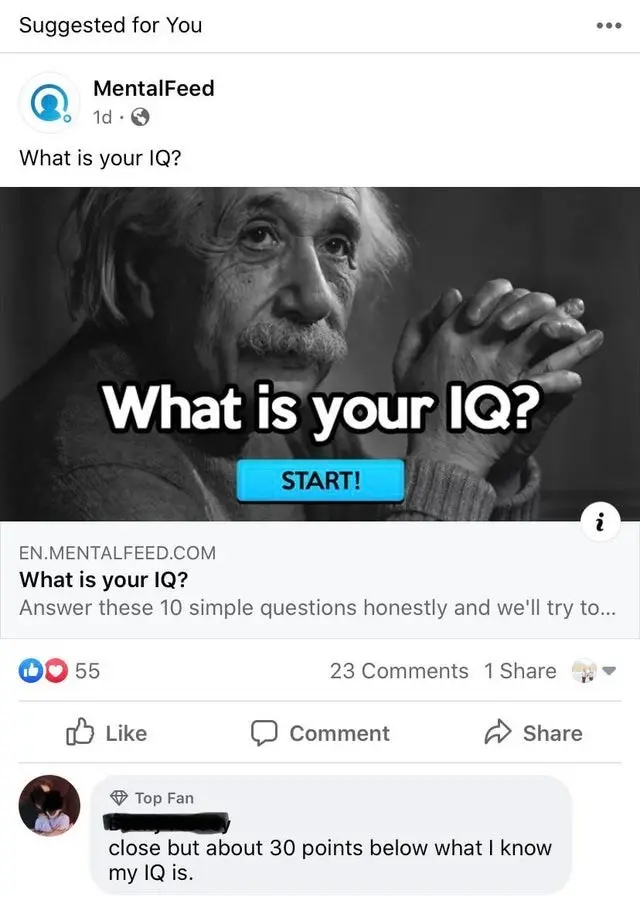 Suggested for You
MentalFeed
1d
What is your IQ?
What is your IQ?
START!
EN.MENTALFEED.COM
What is your IQ?
Answer these 10 simple questions honestly and we'll try to...
55
23 Comments 1 Share
Like Comment Share
Top Fan
close but about 30 points below what I know
my IQ is.